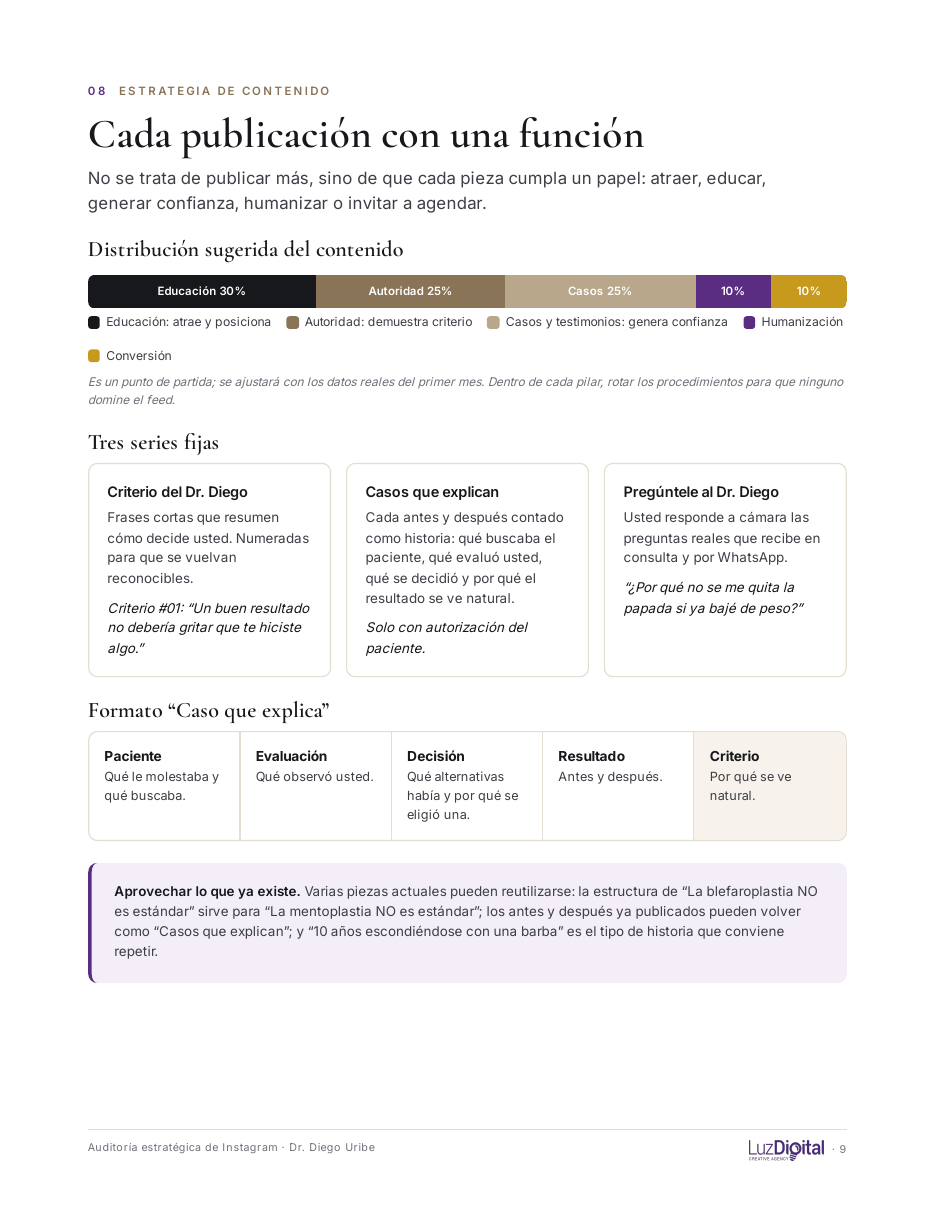 08 ESTRATEGIA DE CONTENIDO
Cada publicación con una función
No se trata de publicar más, sino de que cada pieza cumpla un papel: atraer, educar,
generar confianza, humanizar o invitar a agendar.
Distribución sugerida del contenido
Educación 30% Autoridad 25% Casos 25% 10% 10%
Educación: atrae y posiciona Autoridad: demuestra criterio Casos y testimonios: genera confianza Humanización
Conversión
Es un punto de partida; se ajustará con los datos reales del primer mes. Dentro de cada pilar, rotar los procedimientos para que ninguno
domine el feed.
Tres series fijas
Criterio del Dr. Diego
Frases cortas que resumen
cómo decide usted. Numeradas
para que se vuelvan
reconocibles.
Criterio #01: “Un buen resultado
no debería gritar que te hiciste
algo.”
Casos que explican
Cada antes y después contado
como historia: qué buscaba el
paciente, qué evaluó usted,
qué se decidió y por qué el
resultado se ve natural.
Solo con autorización del
paciente.
Pregúntele al Dr. Diego
Usted responde a cámara las
preguntas reales que recibe en
consulta y por WhatsApp.
“¿Por qué no se me quita la
papada si ya bajé de peso?”
Formato “Caso que explica”
Paciente
Qué le molestaba y
qué buscaba.
Evaluación
Qué observó usted.
Decisión
Qué alternativas
había y por qué se
eligió una.
Resultado
Antes y después.
Criterio
Por qué se ve
natural.
Aprovechar lo que ya existe. Varias piezas actuales pueden reutilizarse: la estructura de “La blefaroplastia NO
es estándar” sirve para “La mentoplastia NO es estándar”; los antes y después ya publicados pueden volver
como “Casos que explican”; y “10 años escondiéndose con una barba” es el tipo de historia que conviene
repetir.
Auditoría estratégica de Instagram · Dr. Diego Uribe
LuzDigital · 9
CREATIVE AGENCY